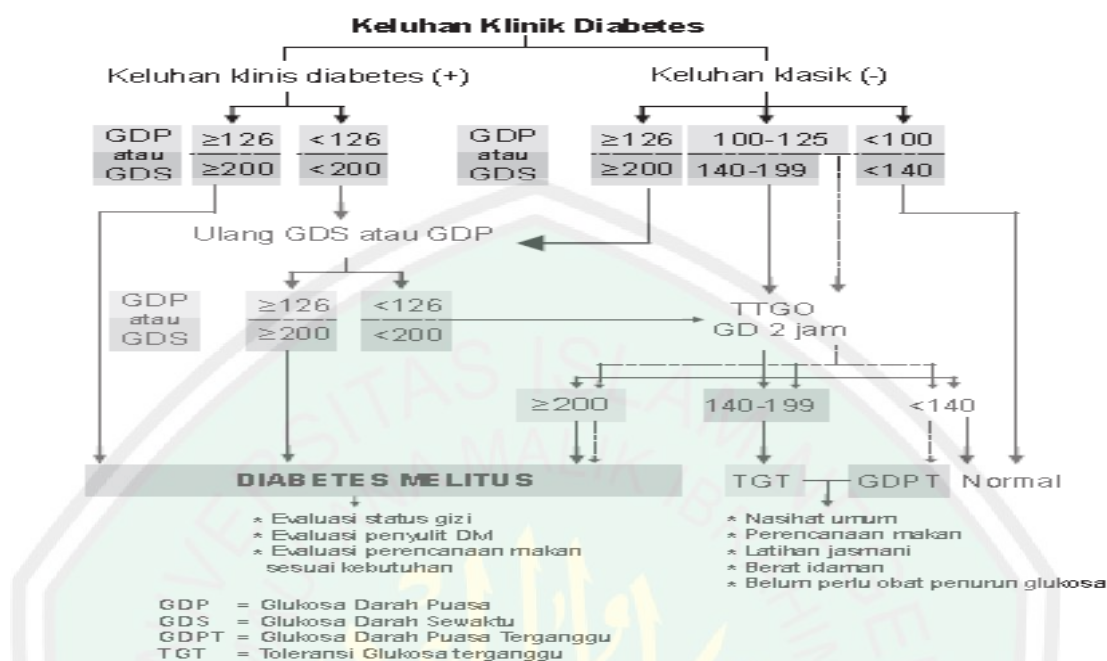 Keluhan Klinik Diabetes
Keluhan klinis diabetes (+)
Keluhan klasik (-)
GDP
atau
GDS
≥126
<126
≥200
<200
GDP
atau
GDS
≥126
100-125
<100
≥200
140-199
<140
Ulang GDS atau GDP
GDP
atau
GDS
≥126
<126
≥200
<200
TTGO
GD 2 jam
≥200
140-199
<140
DIABETES MELITUS
TGT
GDPT
Normal
* Evaluasi status gizi
* Evaluasi penyulit DM
* Evaluasi perencanaan makan
sesuai kebutuhan
* Nasihat umum
* Perencanaan makan
* Latihan jasmani
* Berat idaman
* Belum perlu obat penurun glukosa
GDP = Glukosa Darah Puasa
GDS = Glukosa Darah Sewaktu
GDPT = Glukosa Darah Puasa Terganggu
TGT = Toleransi Glukosa terganggu